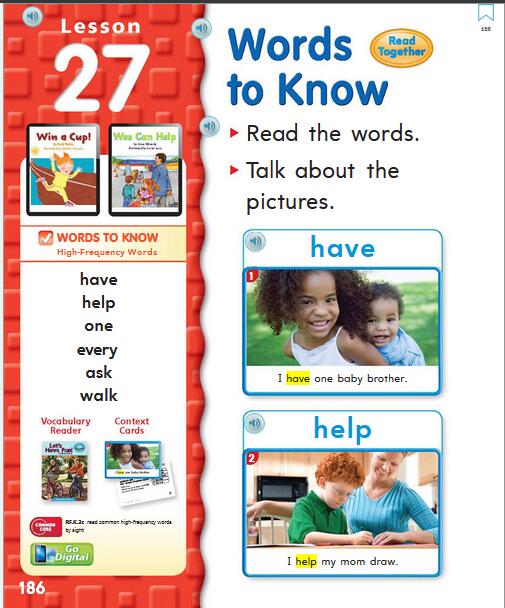 Lesson
27
Win a Cup!
Wes Can Help
WORDS TO KNOW
High-Frequency Words
have
help
one
every
ask
walk
Vocabulary
Reader
Context
Cards
Let's
Have Fun!
COMMON
CORE
RF.K.3c read common high-frequency words
by sight
Go
Digital
186
Words
to Know
Read
Together
Read the words.
Talk about the
pictures.
have
1
I have one baby brother.
help
2
I help my mom draw.